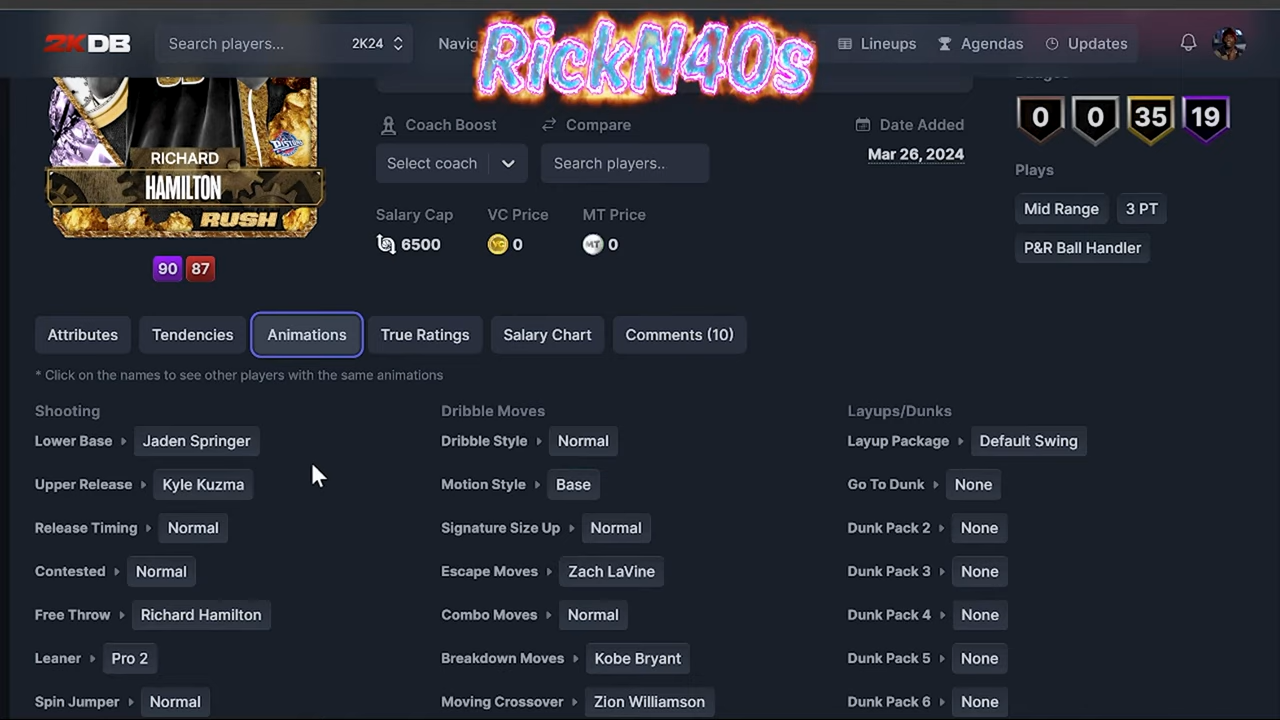 2KDB
Search players...
2K24
Navig
RickN40s
Lineups
Agendas
Updates
RICHARD
HAMILTON
RUSH
PISTONS
90 87
Coach Boost
Compare
Select coach
Search players..
Salary Cap
VC Price
MT Price
6500
VC 0
MT 0
Date Added
Mar 26, 2024
Badges
0 0 35 19
Plays
Mid Range
3 PT
P&R Ball Handler
Attributes
Tendencies
Animations
True Ratings
Salary Chart
Comments (10)
* Click on the names to see other players with the same animations
Shooting
Lower Base Jaden Springer
Upper Release Kyle Kuzma
Release Timing Normal
Contested Normal
Free Throw Richard Hamilton
Leaner Pro 2
Spin Jumper Normal
Dribble Moves
Dribble Style Normal
Motion Style Base
Signature Size Up Normal
Escape Moves Zach LaVine
Combo Moves Normal
Breakdown Moves Kobe Bryant
Moving Crossover Zion Williamson
Layups/Dunks
Layup Package Default Swing
Go To Dunk None
Dunk Pack 2 None
Dunk Pack 3 None
Dunk Pack 4 None
Dunk Pack 5 None
Dunk Pack 6 None